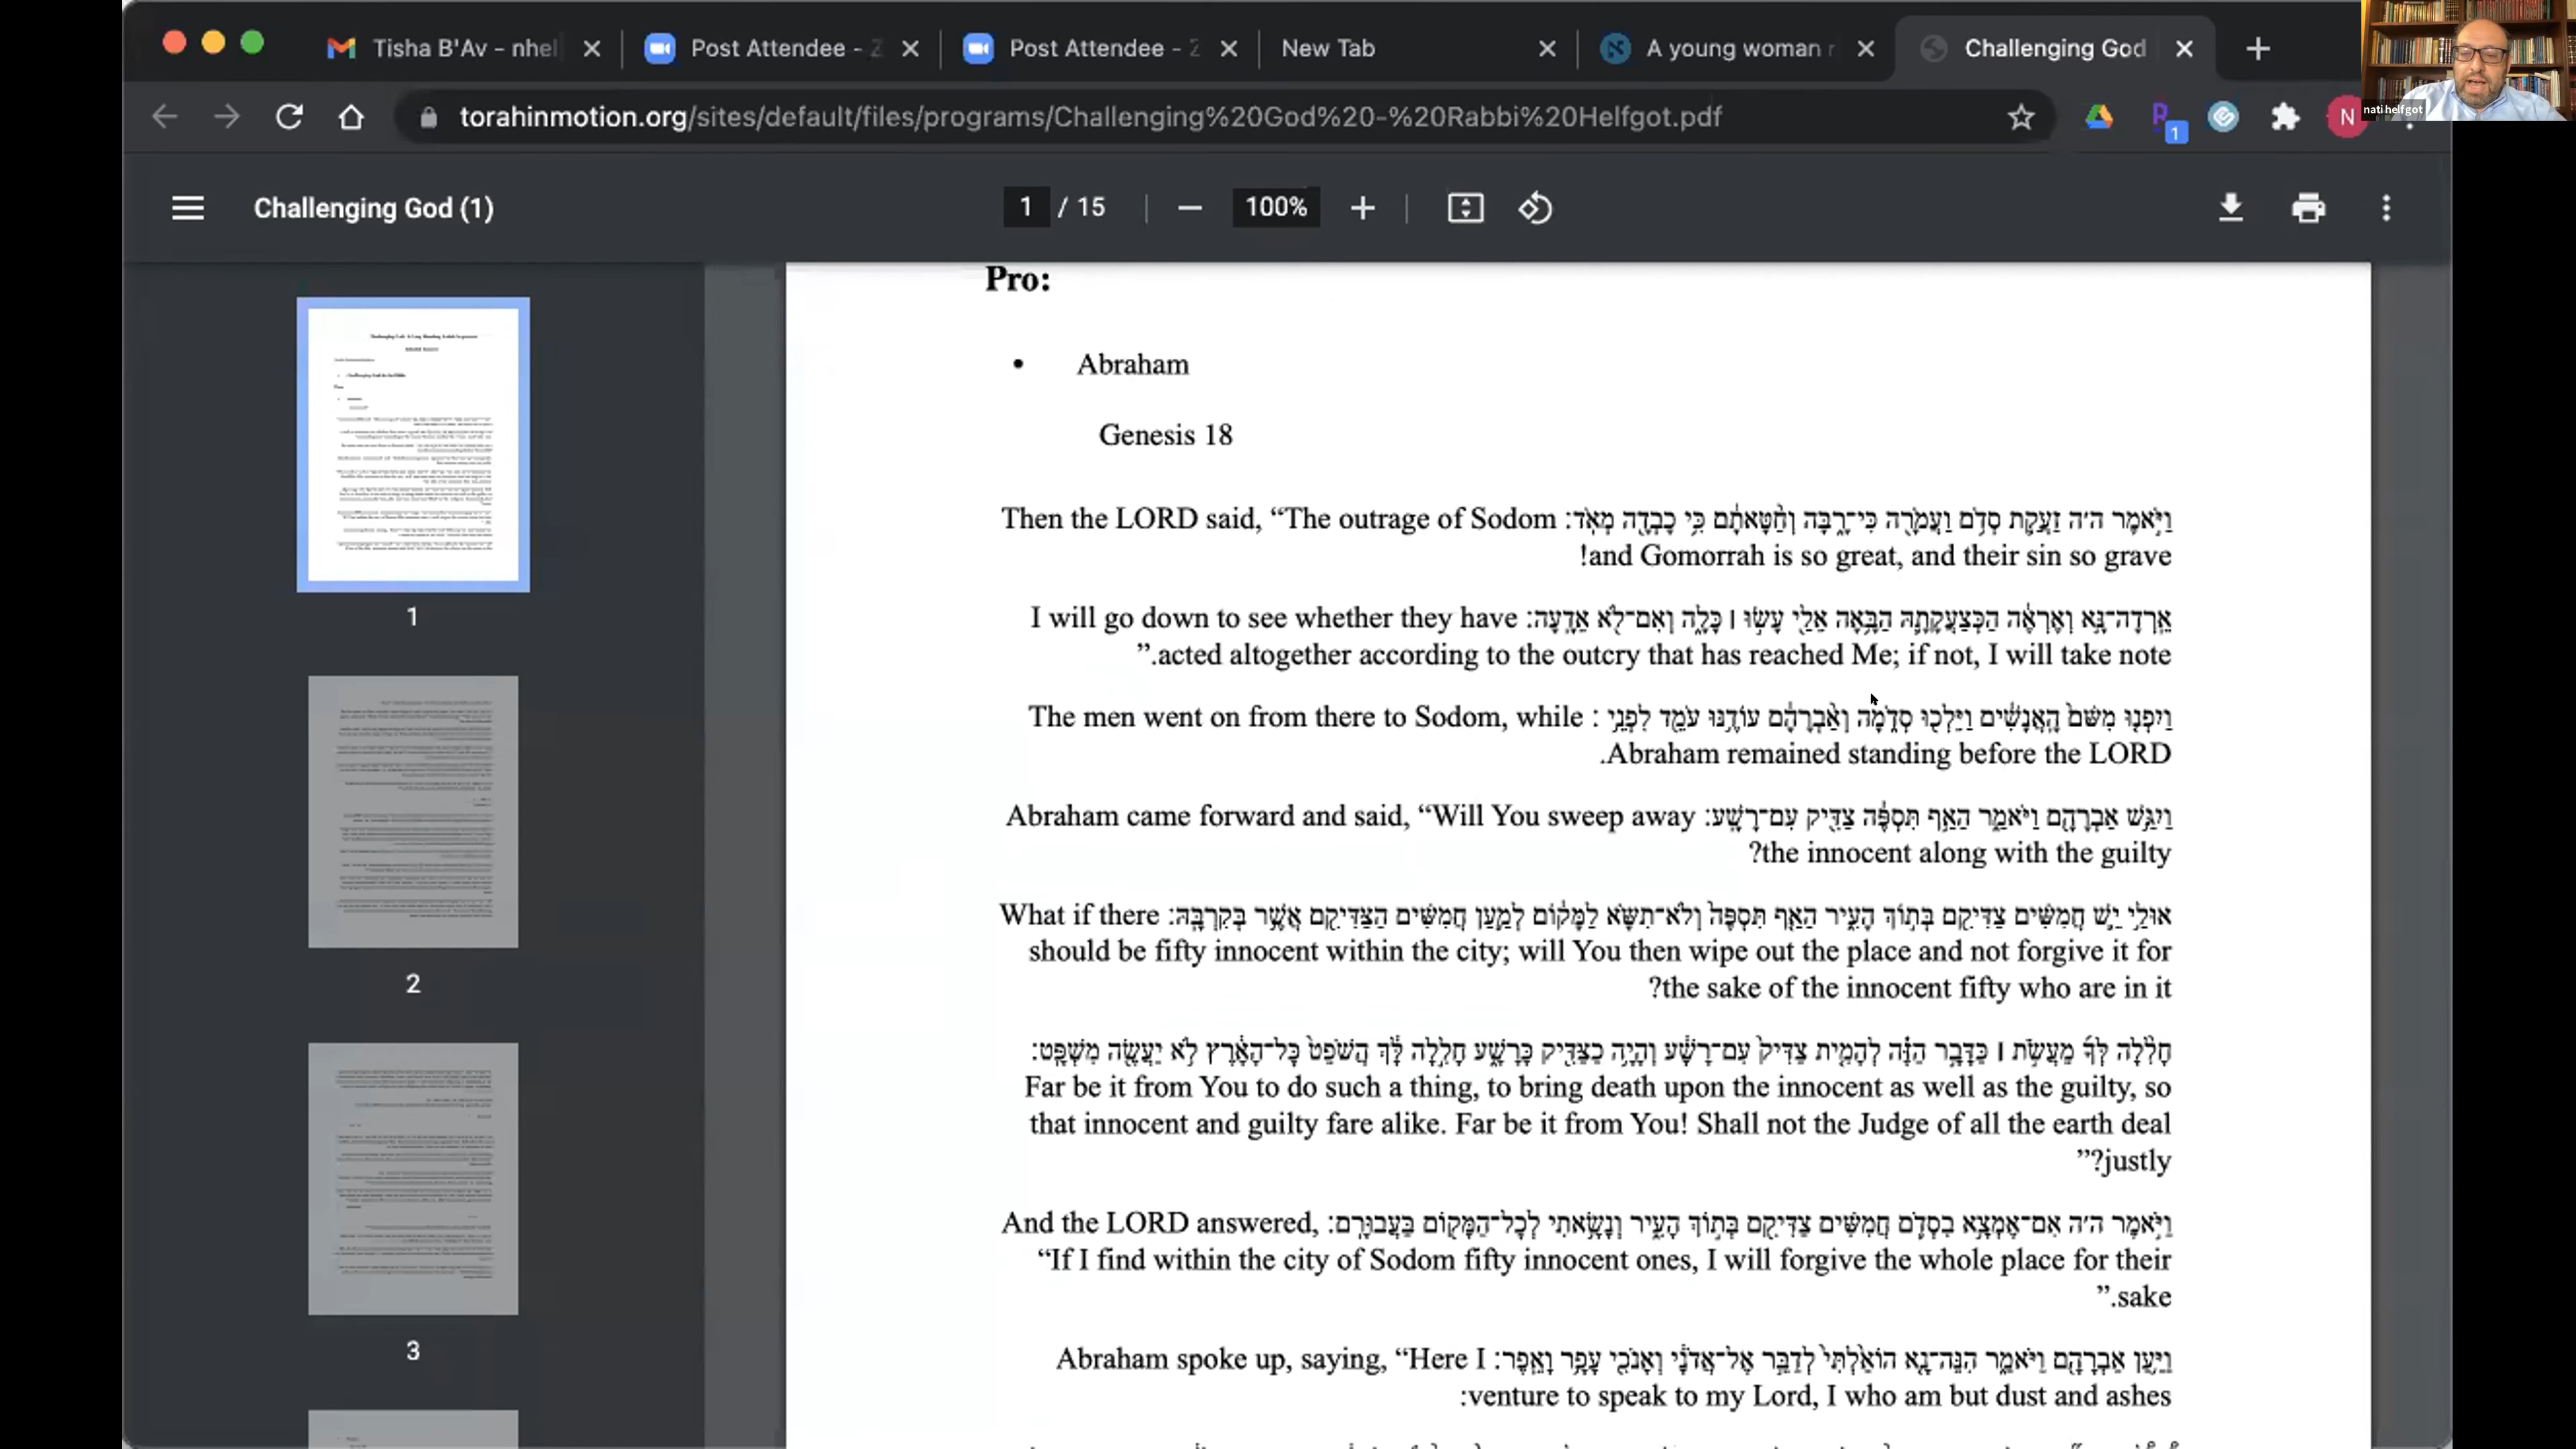 Tisha B'Av – nhel
Post Attendee - Z
Post Attendee - Z
New Tab
A young woman r
Challenging God
nati helfgot
torahinmotion.org/sites/default/files/programs/Challenging%20God%20-%20Rabbi%20Helfgot.pdf
1
N
Challenging God (1)
1 / 15
100%
Pro:
• Abraham
Genesis 18
וַיֹּ֣אמֶר ה׳ה זַעֲקַ֛ת סְדֹ֥ם וַעֲמֹרָ֖ה כִּי־רָ֑בָּה וְחַ֨טָּאתָ֔ם כִּ֥י כָבְדָ֖ה מְאֹֽד׃ Then the LORD said, “The outrage of Sodom
and Gomorrah is so great, and their sin so grave!
אֵֽרֲדָה־נָּ֣א וְאֶרְאֶ֔ה הַכְּצַעֲקָתָ֛הּ הַבָּ֥אָה אֵלַ֖י עָשׂ֣וּ ׀ כָּלָ֑ה וְאִם־לֹ֖א אֵדָֽעָה׃ I will go down to see whether they have
acted altogether according to the outcry that has reached Me; if not, I will take note.”
וַיִּפְנ֤וּ מִשָּׁם֙ הָֽאֲנָשִׁ֔ים וַיֵּלְכ֖וּ סְדֹ֑מָה וְאַ֨בְרָהָ֔ם עוֹדֶ֥נּוּ עֹמֵ֖ד לִפְנֵ֥י : The men went on from there to Sodom, while
Abraham remained standing before the LORD.
וַיִּגַּ֥שׁ אַבְרָהָ֖ם וַיֹּאמַ֑ר הַאַ֣ף תִּסְפֶּ֔ה צַדִּ֖יק עִם־רָשָֽׁע׃ Abraham came forward and said, “Will You sweep away
the innocent along with the guilty?
אוּלַ֥י יֵ֛שׁ חֲמִשִּׁ֥ים צַדִּיקִ֖ם בְּת֣וֹךְ הָעִ֑יר הַאַ֤ף תִּסְפֶּה֙ וְלֹא־תִשָּׂ֣א לַמָּק֔וֹם לְמַ֛עַן חֲמִשִּׁ֥ים הַצַּדִּיקִ֖ם אֲשֶׁ֥ר בְּקִרְבָּֽהּ׃ What if there
should be fifty innocent within the city; will You then wipe out the place and not forgive it for
the sake of the innocent fifty who are in it?
חָלִ֨לָה לְּךָ֜ מֵעֲשֹׂ֣ת ׀ כַּדָּבָ֣ר הַזֶּ֗ה לְהָמִ֤ית צַדִּיק֙ עִם־רָשָׁ֔ע וְהָיָ֥ה כַצַּדִּ֖יק כָּרָשָׁ֑ע חָלִ֣לָה לָּ֔ךְ הֲשֹׁפֵט֙ כָּל־הָאָ֔רֶץ לֹ֥א יַעֲשֶׂ֖ה מִשְׁפָּֽט׃
Far be it from You to do such a thing, to bring death upon the innocent as well as the guilty, so
that innocent and guilty fare alike. Far be it from You! Shall not the Judge of all the earth deal
justly?”
וַיֹּ֣אמֶר ה׳ה אִם־אֶמְצָ֥א בִסְדֹ֛ם חֲמִשִּׁ֥ים צַדִּיקִ֖ם בְּת֣וֹךְ הָעִ֑יר וְנָשָׂ֥אתִי לְכָל־הַמָּק֖וֹם בַּעֲבוּרָֽם׃ And the LORD answered,
“If I find within the city of Sodom fifty innocent ones, I will forgive the whole place for their
sake.”
וַיַּ֥עַן אַבְרָהָ֖ם וַיֹּאמַ֑ר הִנֵּה־נָ֤א הוֹאַ֙לְתִּי֙ לְדַבֵּ֣ר אֶל־אֲדֹנָ֔י וְאָנֹכִ֖י עָפָ֥ר וָאֵֽפֶר׃ Abraham spoke up, saying, “Here I
venture to speak to my Lord, I who am but dust and ashes:
1
2
3